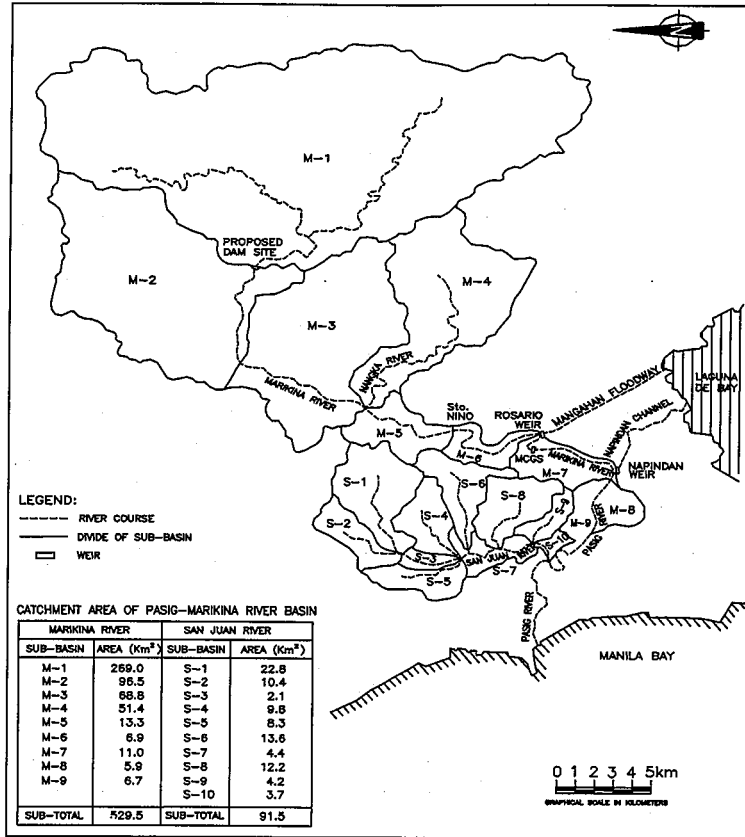 M-1
PROPOSED
DAM SITE
M-2
M-4
M-3
MANGKA RIVER
MARIKINA RIVER
LAGUNA
DE BAY
MANGAHAN FLOODWAY
Sto.
NINO
ROSARIO
WEIR
NAPINDAN CHANNEL
M-5
M-6
MCGS
MARIKINA RIVER
M-7
NAPINDAN
WEIR
S-1
S-6
S-8
S-9
M-8
M-9
S-2
S-4
S-10
S-3
SAN JUAN RIVER
PASIG RIVER
S-5
S-7
PASIG RIVER
MANILA BAY
LEGEND:
RIVER COURSE
DIVIDE OF SUB-BASIN
WEIR
CATCHMENT AREA OF PASIG-MARIKINA RIVER BASIN
MARIKINA RIVER SAN JUAN RIVER
SUB-BASIN AREA (Km²) SUB-BASIN AREA (Km²)
M-1 269.0 S-1 22.8
M-2 96.5 S-2 10.4
M-3 68.8 S-3 2.1
M-4 51.4 S-4 9.8
M-5 13.3 S-5 8.3
M-6 6.9 S-6 13.6
M-7 11.0 S-7 4.4
M-8 5.9 S-8 12.2
M-9 6.7 S-9 4.2
S-10 3.7
SUB-TOTAL 529.5 SUB-TOTAL 91.5
0 1 2 3 4 5km
GRAPHICAL SCALE IN KILOMETERS